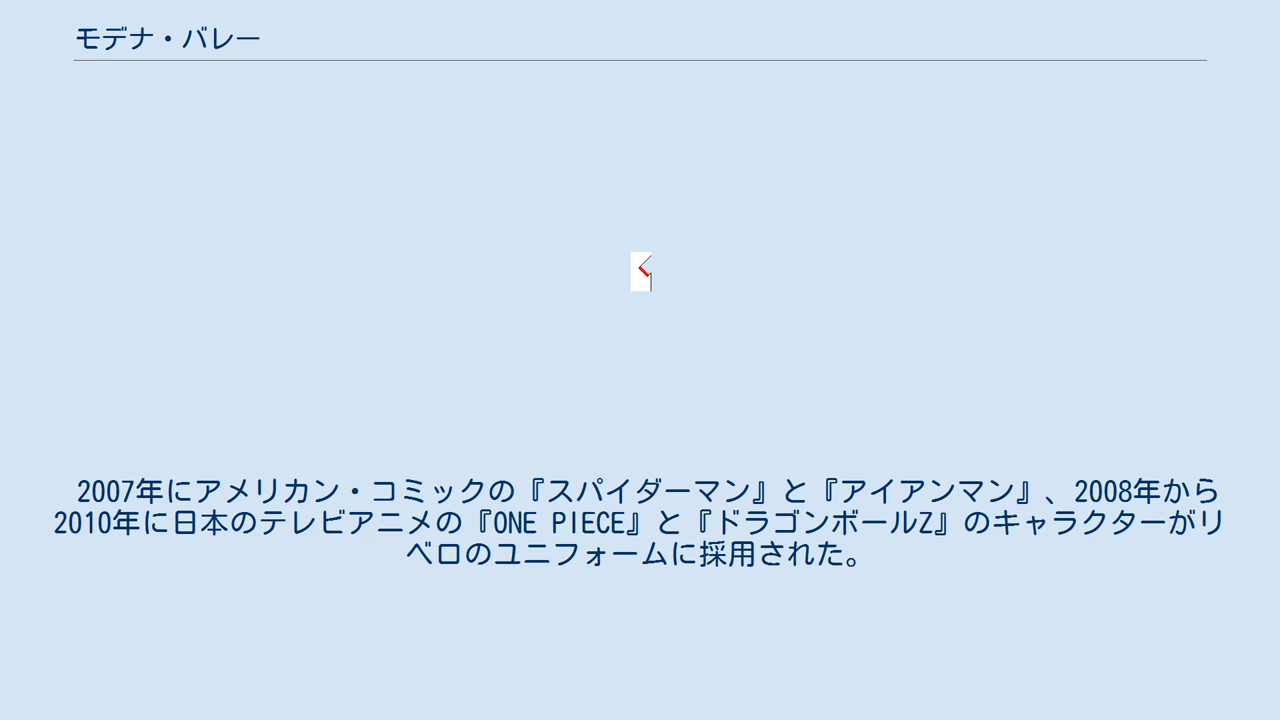 モデナ・バレー
2007年にアメリカン・コミックの『スパイダーマン』と『アイアンマン』、2008年から
2010年に日本のテレビアニメの『ONE PIECE』と『ドラゴンボールZ』のキャラクターがリ
ベロのユニフォームに採用された。